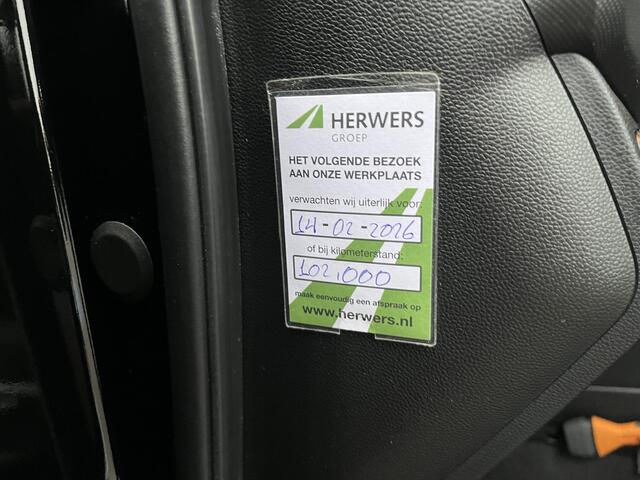 HERWERS
GROEP
HET VOLGENDE BEZOEK
AAN ONZE WERKPLAATS
verwachten wij uiterlijk voor:
14-02-2026
of bij kilometerstand:
102.000
maak eenvoudig een afspraak op
www.herwers.nl